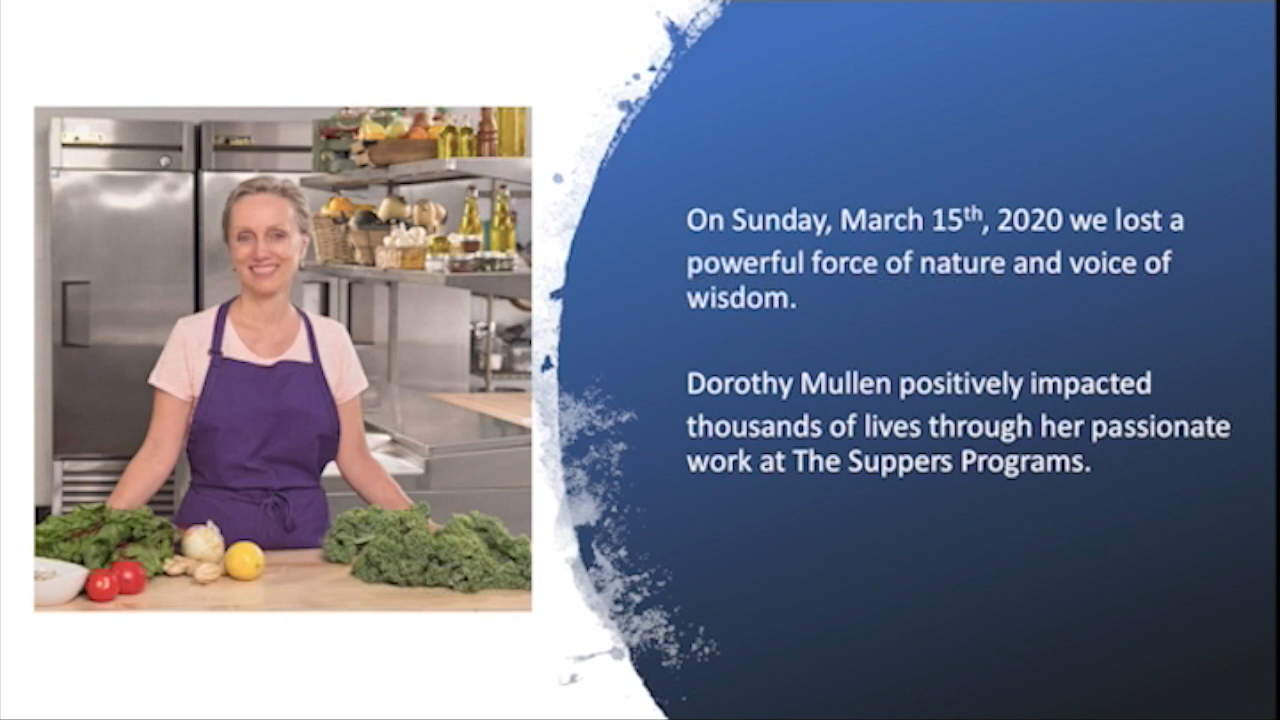 On Sunday, March 15th, 2020 we lost a
powerful force of nature and voice of
wisdom.
Dorothy Mullen positively impacted
thousands of lives through her passionate
work at The Suppers Programs.